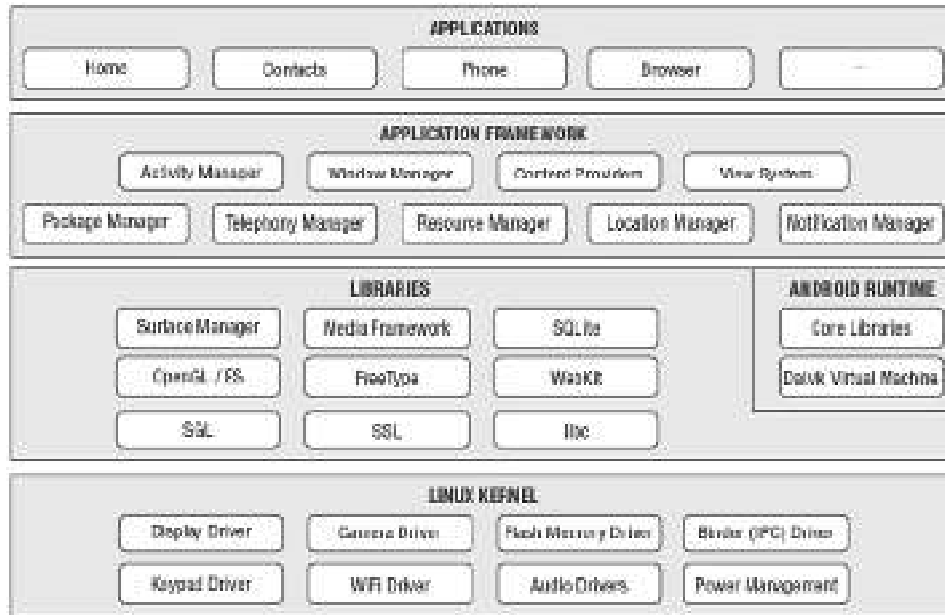 APPLICATIONS
Home Contacts Phone Browser ...
APPLICATION FRAMEWORK
Activity Manager Window Manager Content Providers View System
Package Manager Telephony Manager Resource Manager Location Manager Notification Manager
LIBRARIES ANDROID RUNTIME
Surface Manager Media Framework SQLite Core Libraries
OpenGL / ES FreeType WebKit Dalvik Virtual Machine
SGL SSL libc
LINUX KERNEL
Display Driver Camera Driver Flash Memory Driver Binder (IPC) Driver
Keypad Driver WiFi Driver Audio Drivers Power Management